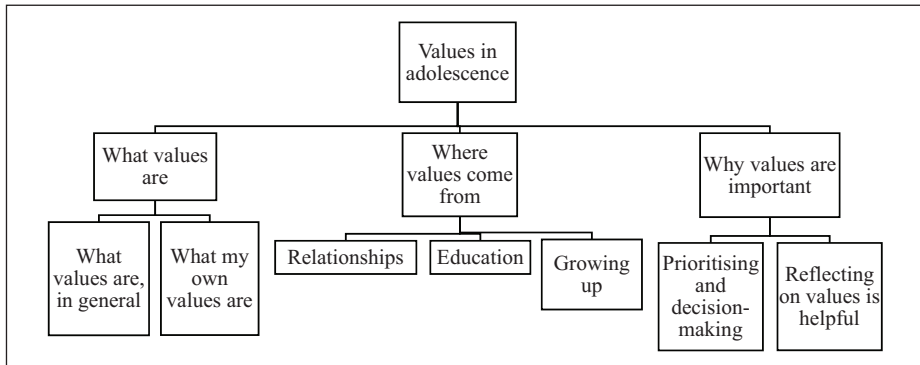 Values in
adolescence
What values
are
Where
values come
from
Why values are
important
What
values are,
in general
What my
own
values are
Relationships
Education
Growing
up
Prioritising
and
decision-
making
Reflecting
on values is
helpful